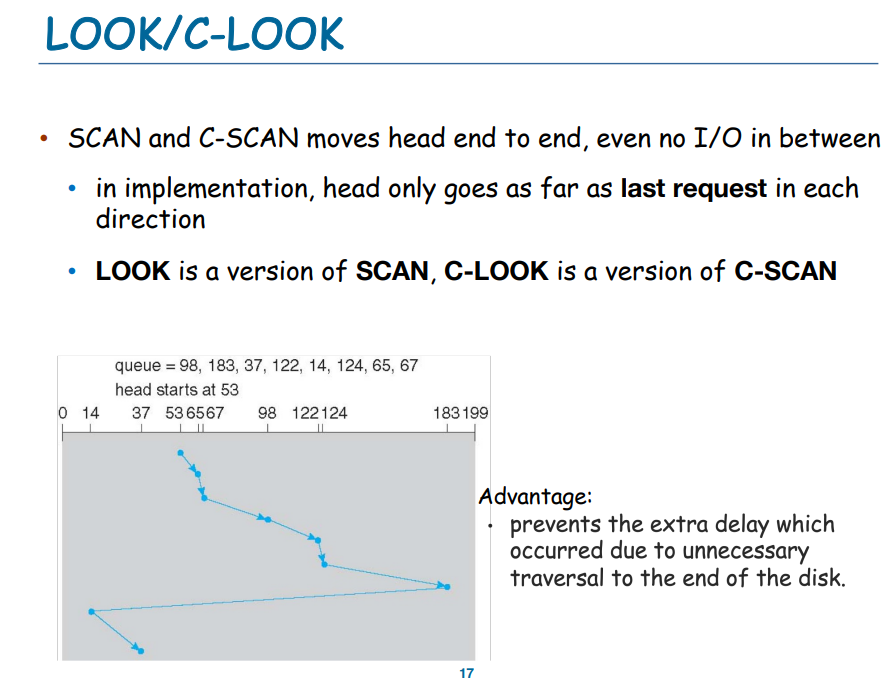 LOOK/C-LOOK
• SCAN and C-SCAN moves head end to end, even no I/O in between
• in implementation, head only goes as far as last request in each
direction
• LOOK is a version of SCAN, C-LOOK is a version of C-SCAN
queue = 98, 183, 37, 122, 14, 124, 65, 67
head starts at 53
0 14 37 53 65 67 98 122 124 183 199
Advantage:
• prevents the extra delay which
occurred due to unnecessary
traversal to the end of the disk.
17